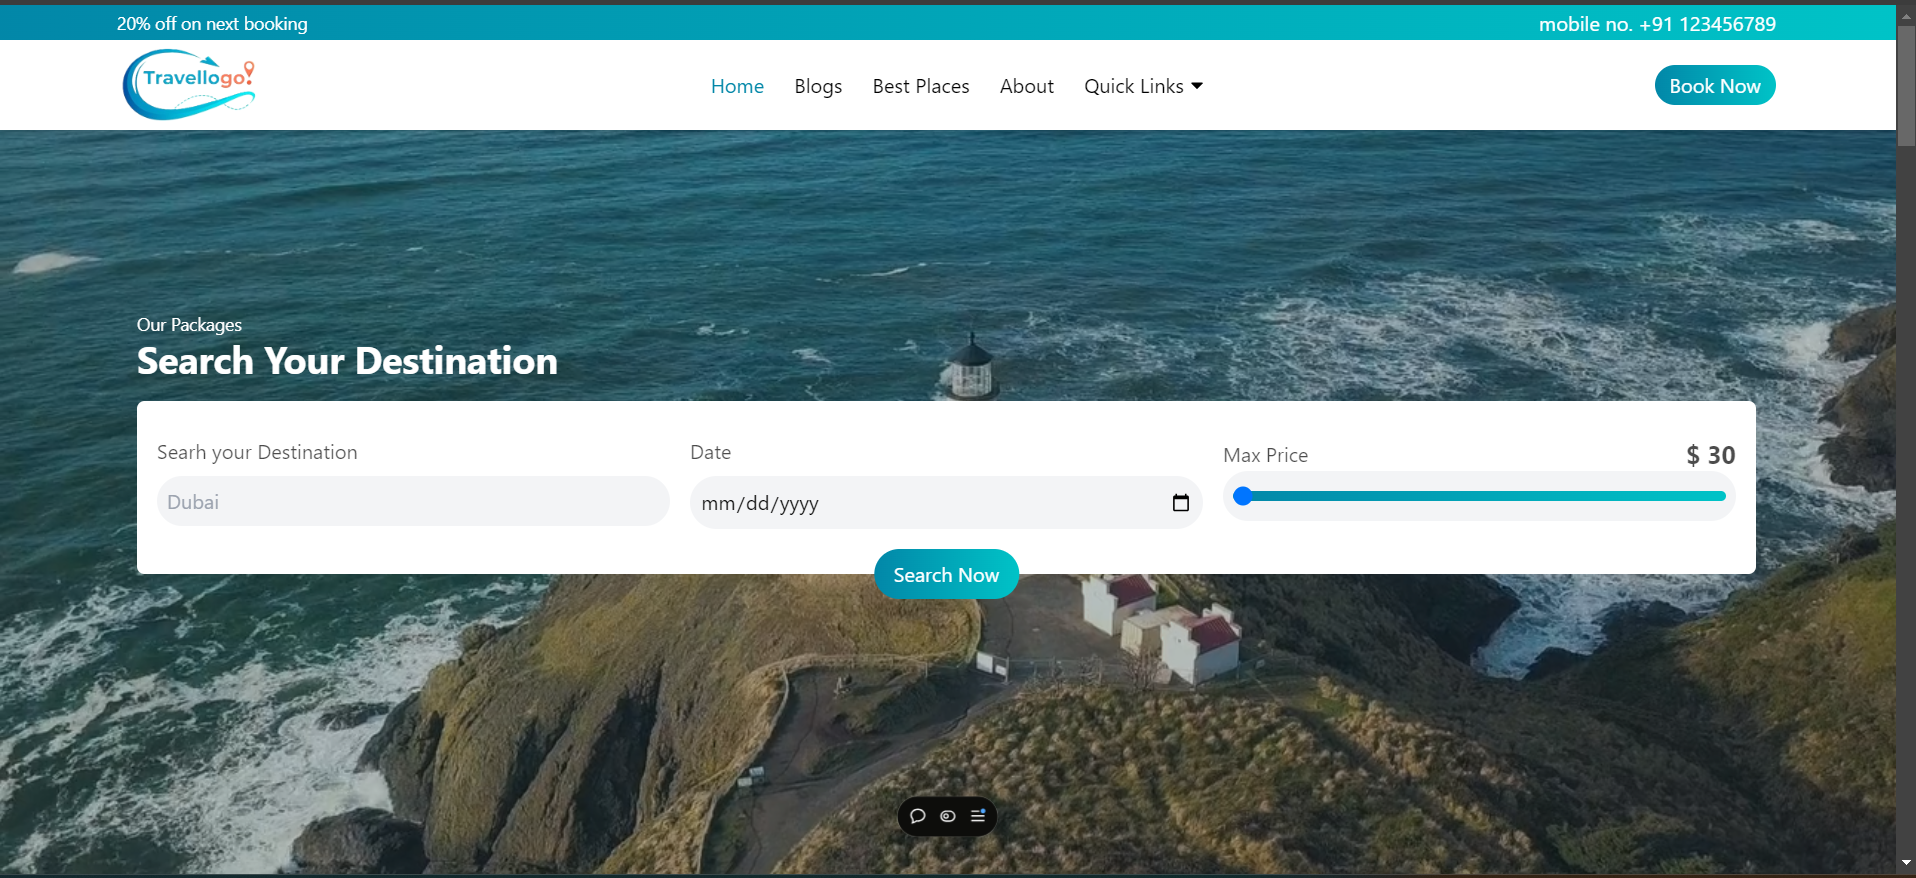 20% off on next booking
mobile no. +91 123456789
Travellogo!
Home
Blogs
Best Places
About
Quick Links
Book Now
Our Packages
Search Your Destination
Searh your Destination
Date
Max Price
$ 30
Dubai
mm/dd/yyyy
Search Now